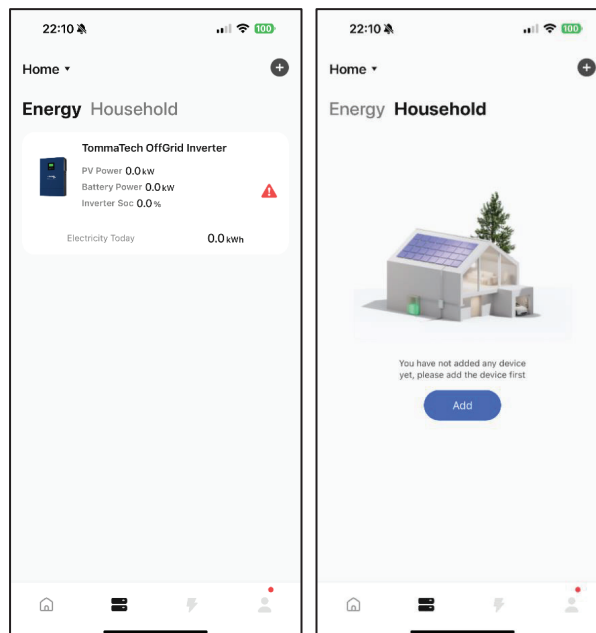 22:10
100
Home
Energy Household
TommaTech OffGrid Inverter
PV Power 0.0 kw
Battery Power 0.0 kw
Inverter Soc 0.0 %
Electricity Today 0.0 kWh
22:10
100
Home
Energy Household
You have not added any device
yet, please add the device first
Add